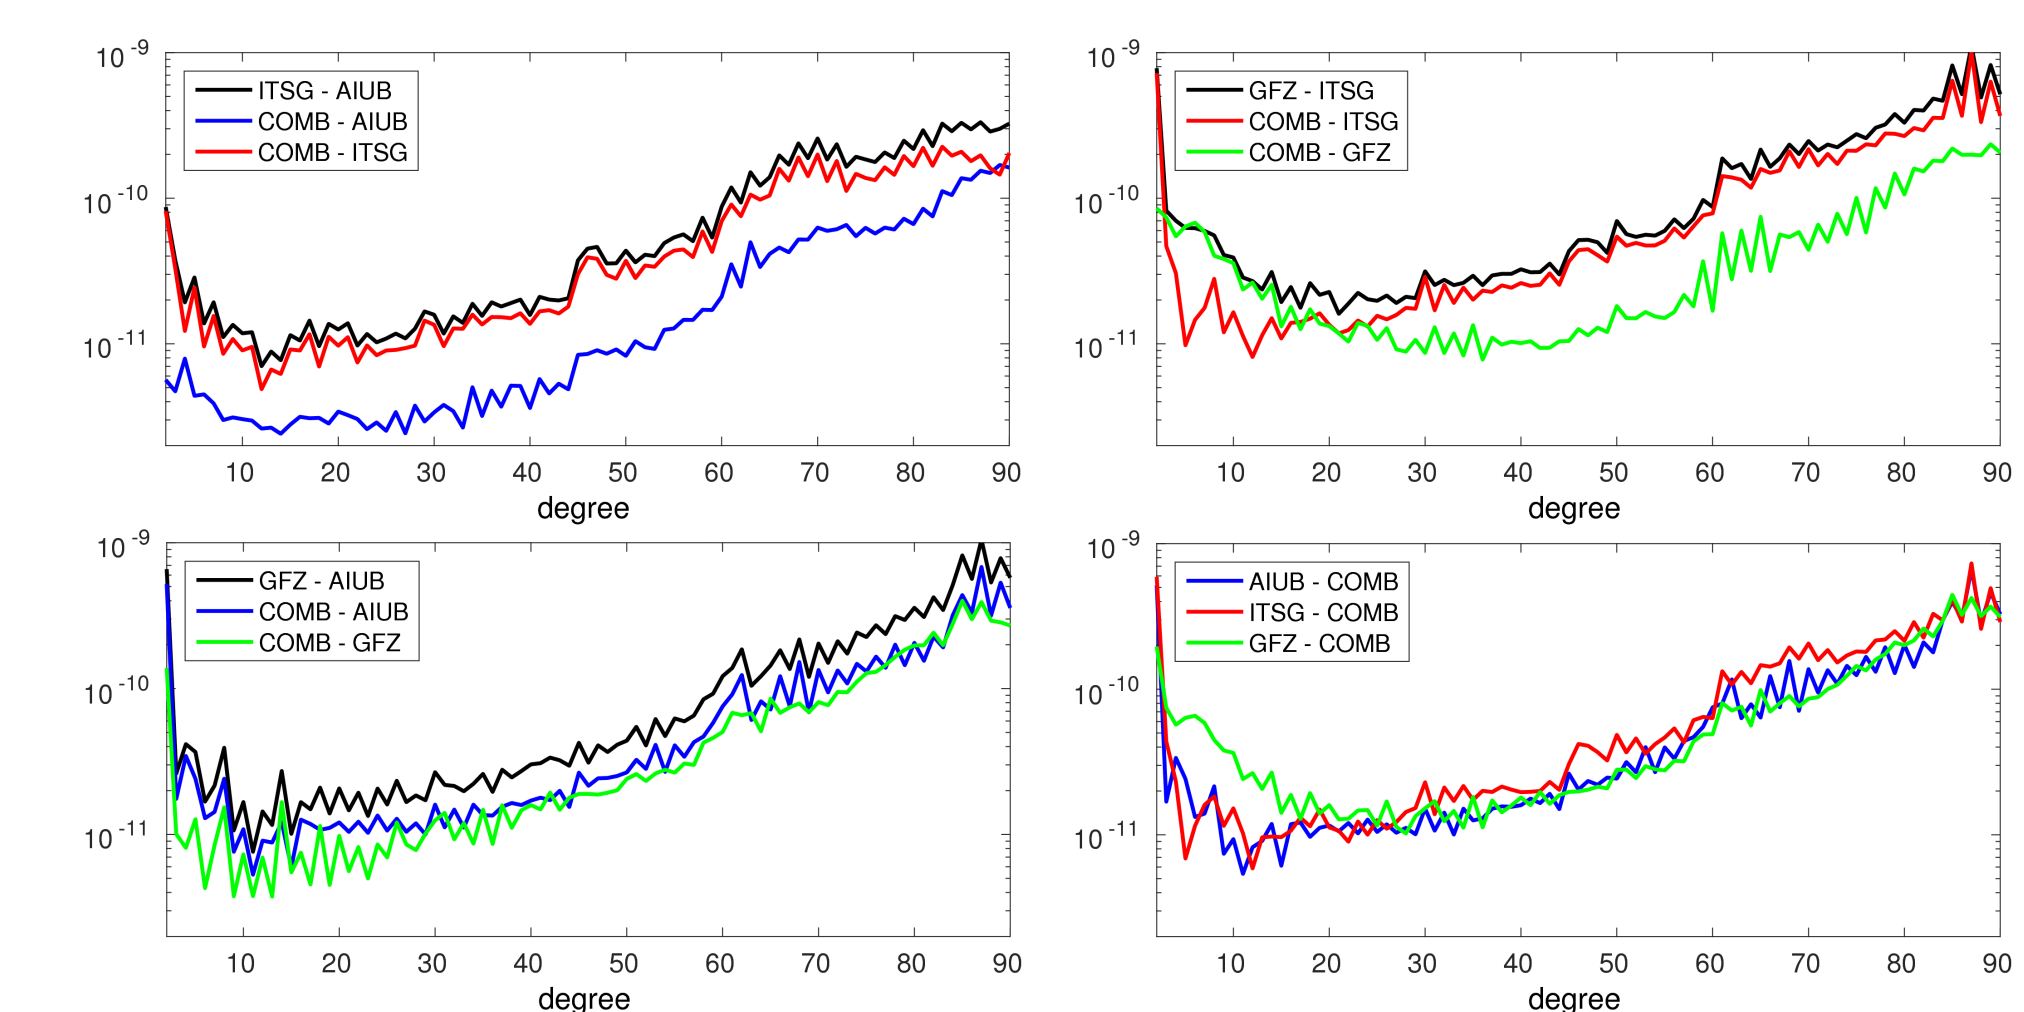 10^-9
10^-10
10^-11
ITSG - AIUB
COMB - AIUB
COMB - ITSG
10 20 30 40 50 60 70 80 90
degree
10^-9
10^-10
10^-11
GFZ - ITSG
COMB - ITSG
COMB - GFZ
10 20 30 40 50 60 70 80 90
degree
10^-9
10^-10
10^-11
GFZ - AIUB
COMB - AIUB
COMB - GFZ
10 20 30 40 50 60 70 80 90
degree
10^-9
10^-10
10^-11
AIUB - COMB
ITSG - COMB
GFZ - COMB
10 20 30 40 50 60 70 80 90
degree